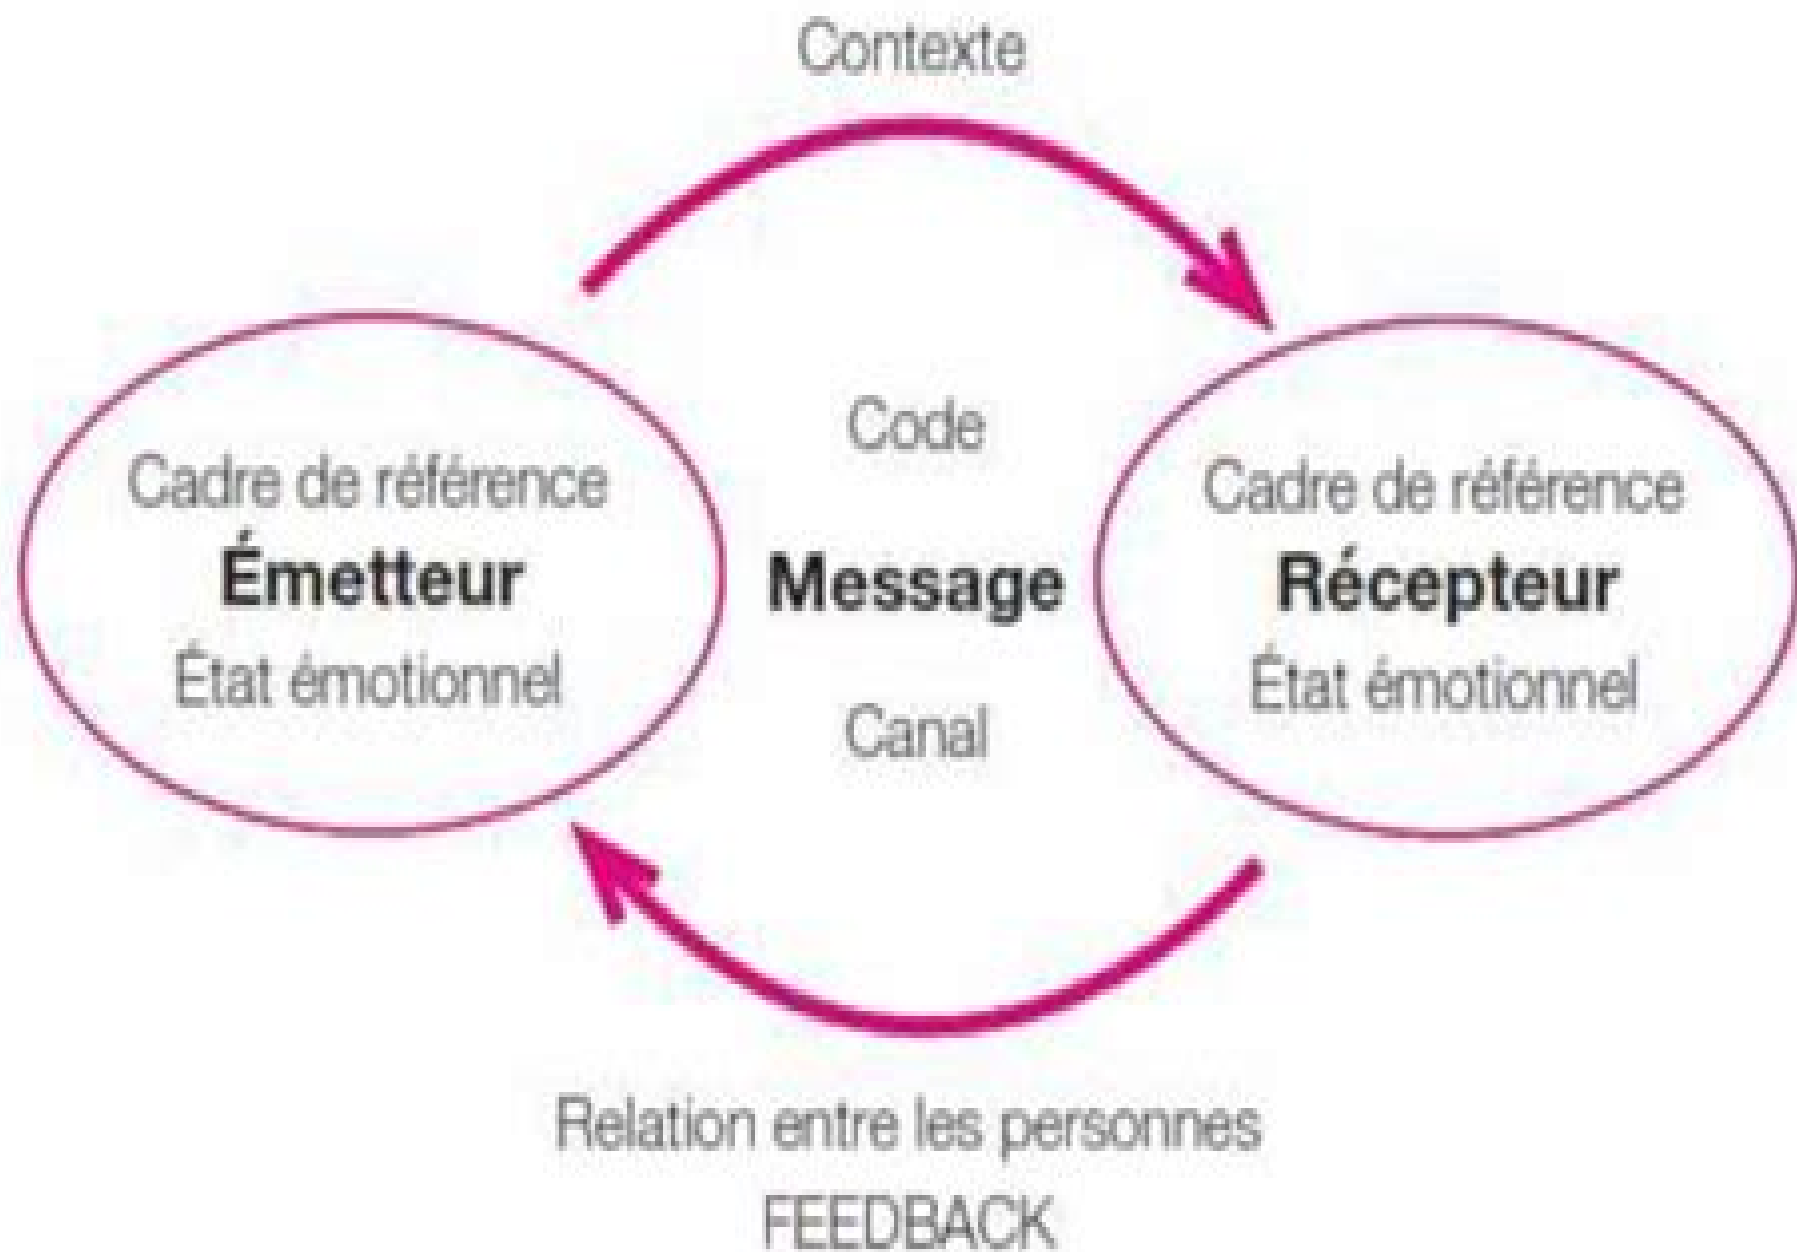 Contexte
Code
Cadre de référence
Émetteur
État émotionnel
Message
Canal
Cadre de référence
Récepteur
État émotionnel
Relation entre les personnes
FEEDBACK